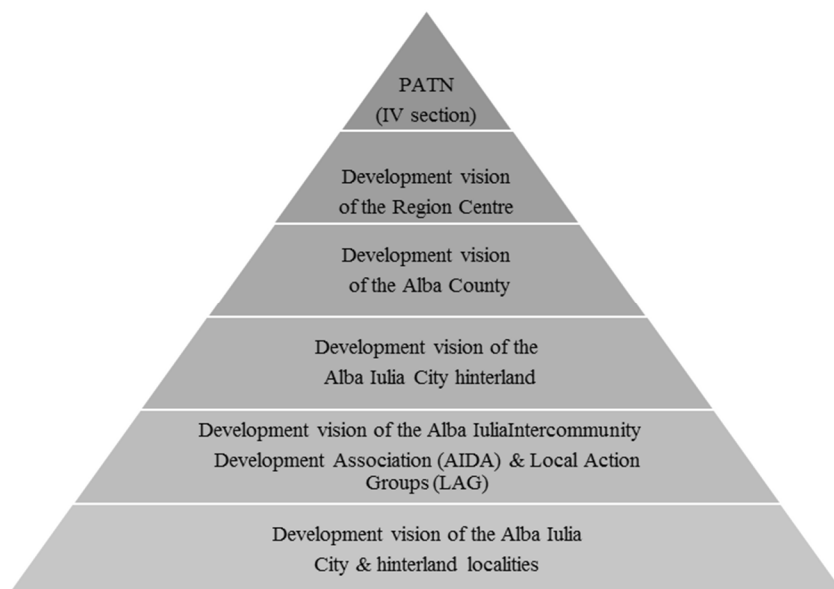 PATN
(IV section)
Development vision
of the Region Centre
Development vision
of the Alba County
Development vision of the
Alba Iulia City hinterland
Development vision of the Alba IuliaIntercommunity
Development Association (AIDA) & Local Action
Groups (LAG)
Development vision of the Alba Iulia
City & hinterland localities